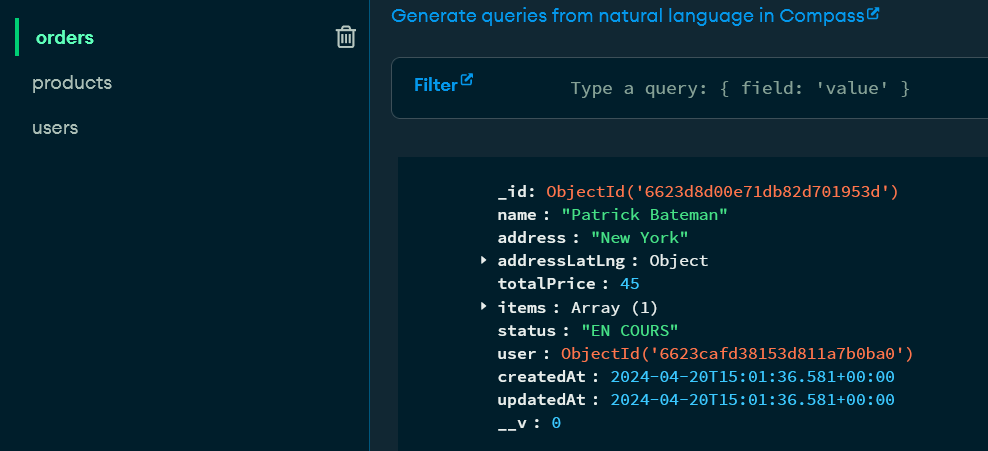 orders
products
users
Generate queries from natural language in Compass
Filter
Type a query: { field: 'value' }
_id: ObjectId('6623d8d00e71db82d701953d')
name : "Patrick Bateman"
address : "New York"
addressLatLng : Object
totalPrice : 45
items : Array (1)
status : "EN COURS"
user : ObjectId('6623cafd38153d811a7b0ba0')
createdAt : 2024-04-20T15:01:36.581+00:00
updatedAt : 2024-04-20T15:01:36.581+00:00
__v : 0